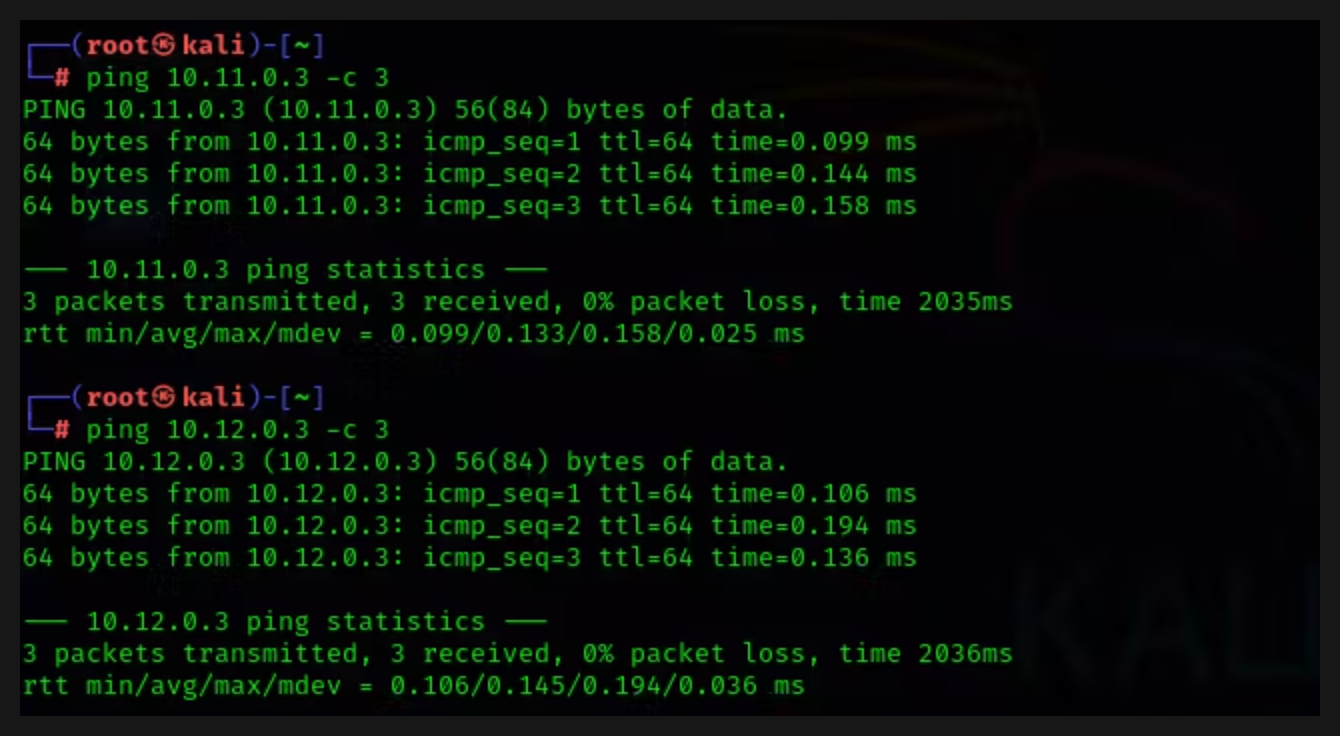 ┌──(root㉿kali)-[~]
└─# ping 10.11.0.3 -c 3
PING 10.11.0.3 (10.11.0.3) 56(84) bytes of data.
64 bytes from 10.11.0.3: icmp_seq=1 ttl=64 time=0.099 ms
64 bytes from 10.11.0.3: icmp_seq=2 ttl=64 time=0.144 ms
64 bytes from 10.11.0.3: icmp_seq=3 ttl=64 time=0.158 ms
─── 10.11.0.3 ping statistics ───
3 packets transmitted, 3 received, 0% packet loss, time 2035ms
rtt min/avg/max/mdev = 0.099/0.133/0.158/0.025 ms
┌──(root㉿kali)-[~]
└─# ping 10.12.0.3 -c 3
PING 10.12.0.3 (10.12.0.3) 56(84) bytes of data.
64 bytes from 10.12.0.3: icmp_seq=1 ttl=64 time=0.106 ms
64 bytes from 10.12.0.3: icmp_seq=2 ttl=64 time=0.194 ms
64 bytes from 10.12.0.3: icmp_seq=3 ttl=64 time=0.136 ms
─── 10.12.0.3 ping statistics ───
3 packets transmitted, 3 received, 0% packet loss, time 2036ms
rtt min/avg/max/mdev = 0.106/0.145/0.194/0.036 ms
KAL